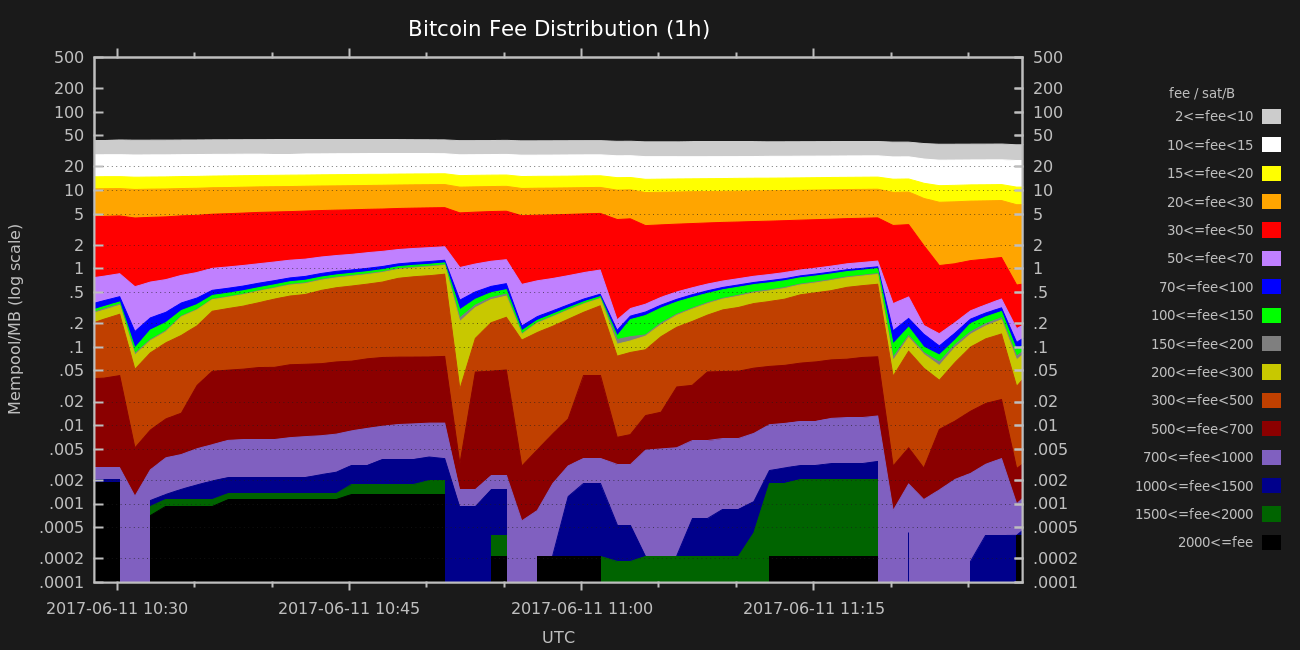 Bitcoin Fee Distribution (1h)
Mempool/MB (log scale)
500
200
100
50
20
10
5
2
1
.5
.2
.1
.05
.02
.01
.005
.002
.001
.0005
.0002
.0001
500
200
100
50
20
10
5
2
1
.5
.2
.1
.05
.02
.01
.005
.002
.001
.0005
.0002
.0001
2017-06-11 10:30
2017-06-11 10:45
2017-06-11 11:00
2017-06-11 11:15
UTC
fee / sat/B
2<=fee<10
10<=fee<15
15<=fee<20
20<=fee<30
30<=fee<50
50<=fee<70
70<=fee<100
100<=fee<150
150<=fee<200
200<=fee<300
300<=fee<500
500<=fee<700
700<=fee<1000
1000<=fee<1500
1500<=fee<2000
2000<=fee